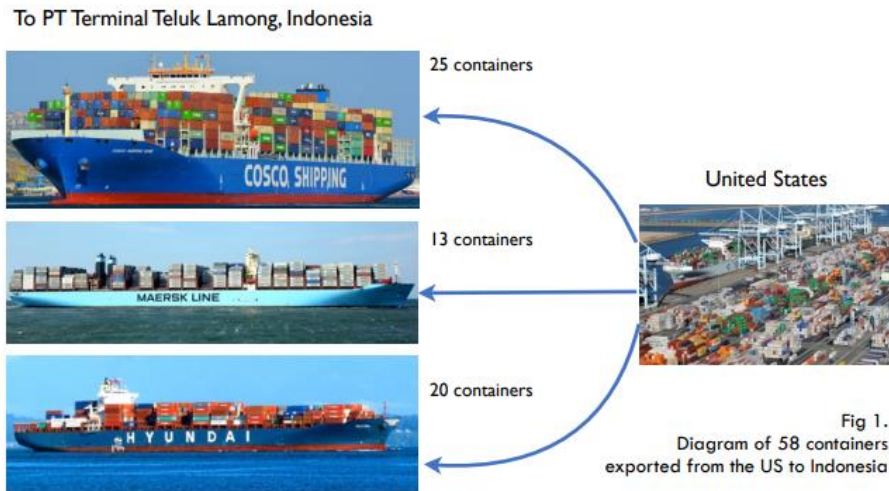 To PT Terminal Teluk Lamong, Indonesia
25 containers
COSCO SHIPPING
United States
13 containers
MAERSK LINE
20 containers
HYUNDAI
Fig 1.
Diagram of 58 containers
exported from the US to Indonesia